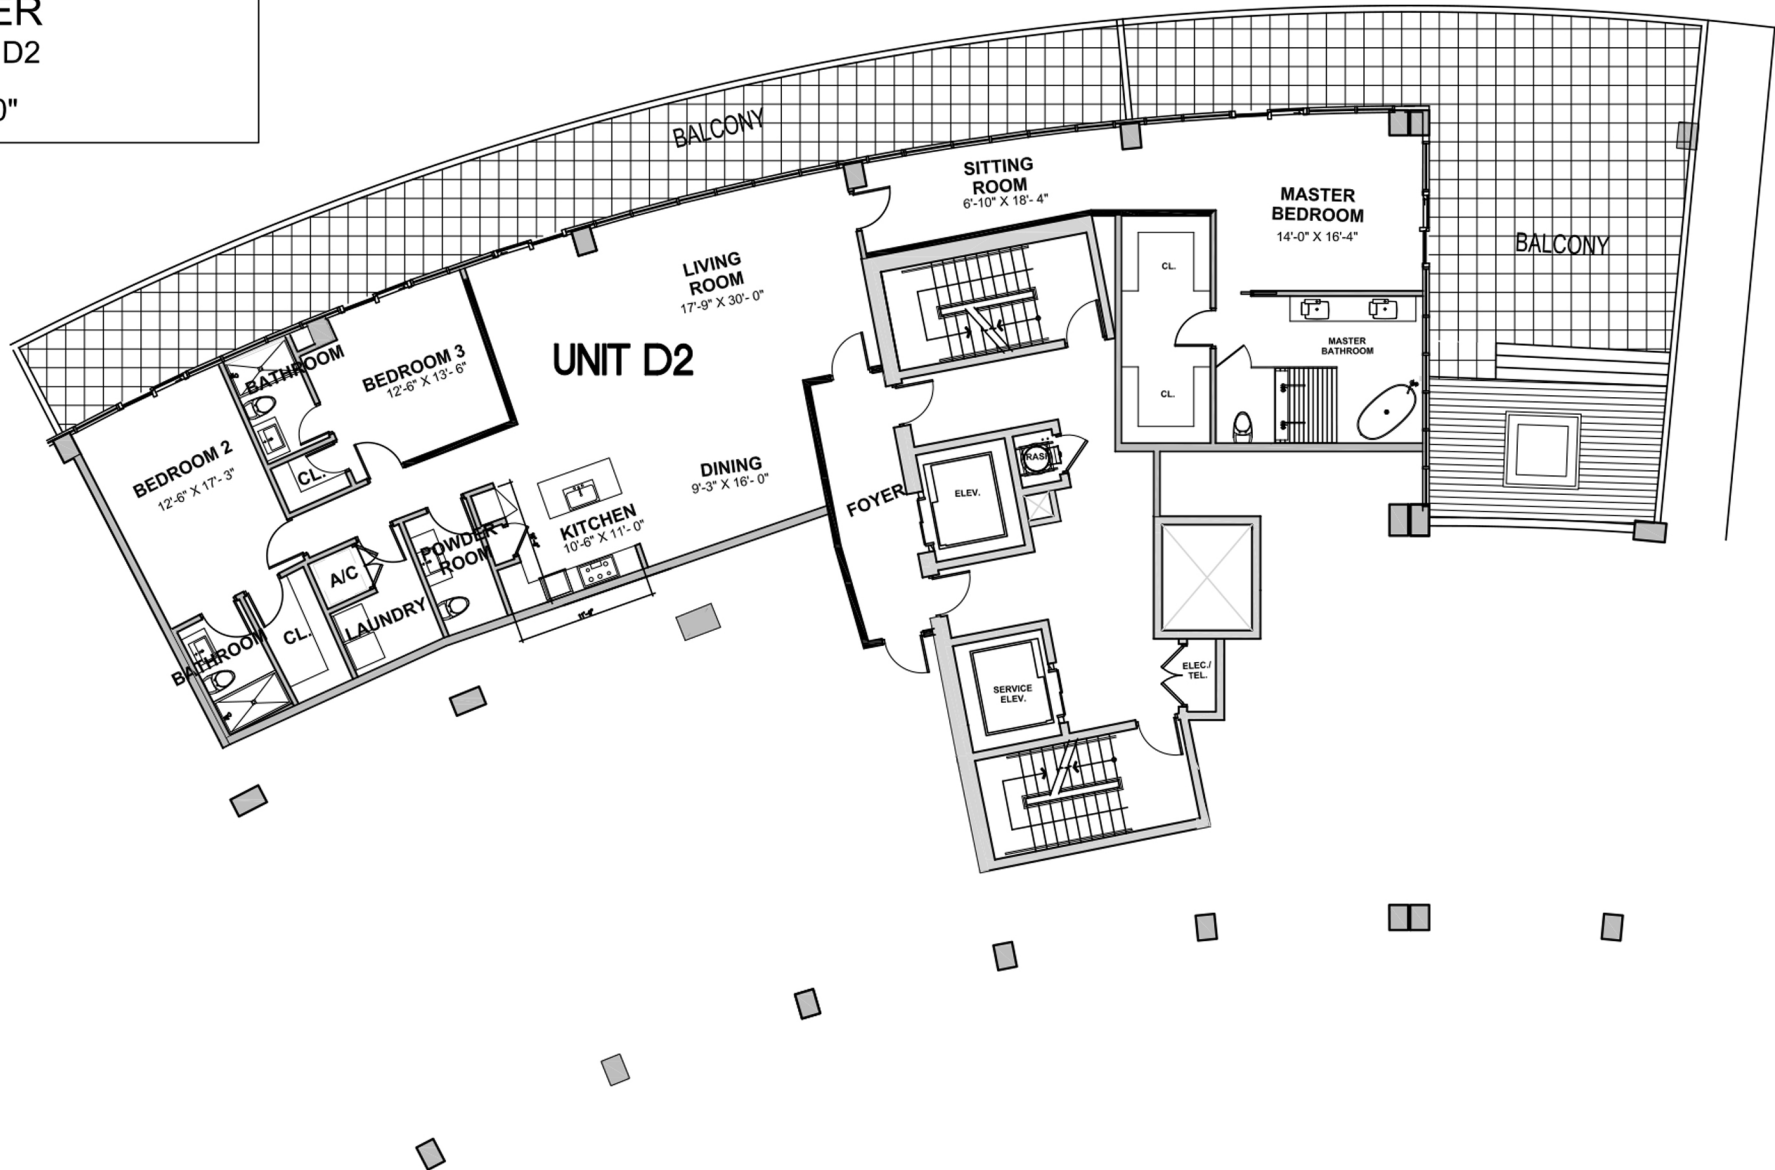 ER
D2
0"
BALCONY
SITTING
ROOM
6'-10" X 18'- 4"
MASTER
BEDROOM
14'-0" X 16'-4"
BALCONY
LIVING
ROOM
17'-9" X 30'- 0"
CL.
UNIT D2
BATHROOM
BEDROOM 3
12'-6" X 13'- 6"
MASTER
BATHROOM
CL.
BEDROOM 2
12'-6" X 17'- 3"
CL.
DINING
9'-3" X 16'- 0"
FOYER
ELEV.
TRASH
KITCHEN
10'-6" X 11'- 0"
POWDER
ROOM
A/C
LAUNDRY
CL.
BATHROOM
SERVICE
ELEV.
ELEC./
TEL.